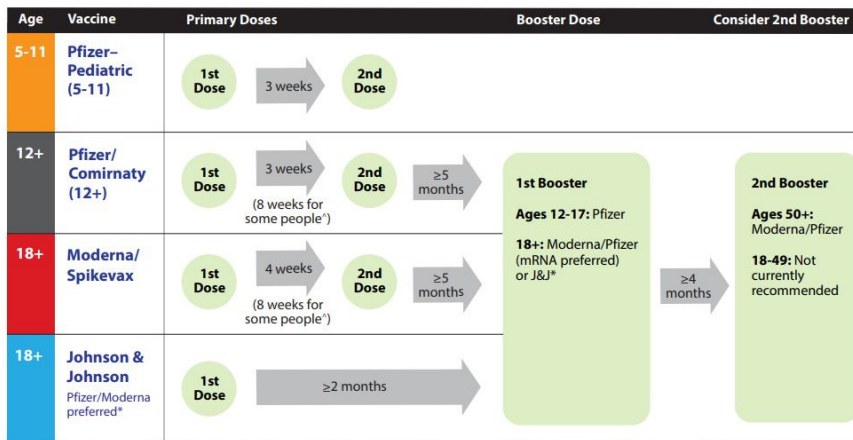 Age Vaccine Primary Doses Booster Dose Consider 2nd Booster
5-11
Pfizer–
Pediatric
(5-11)
1st
Dose
3 weeks
2nd
Dose
12+
Pfizer/
Comirnaty
(12+)
1st
Dose
3 weeks
(8 weeks for
some people^)
2nd
Dose
≥5
months
18+
Moderna/
Spikevax
1st
Dose
4 weeks
(8 weeks for
some people^)
2nd
Dose
≥5
months
18+
Johnson &
Johnson
Pfizer/Moderna
preferred*
1st
Dose
≥2 months
1st Booster
Ages 12-17: Pfizer
18+: Moderna/Pfizer
(mRNA preferred)
or J&J*
≥4
months
2nd Booster
Ages 50+:
Moderna/Pfizer
18-49: Not
currently
recommended